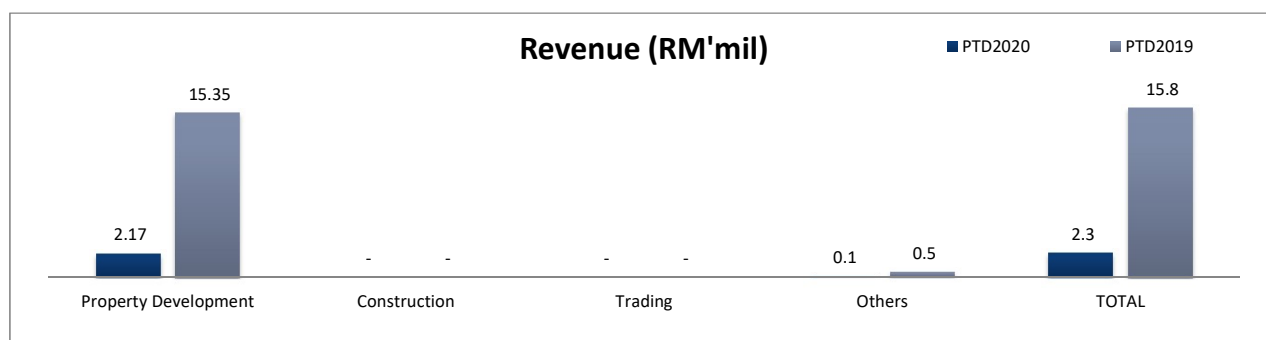 Revenue (RM'mil)
PTD2020 PTD2019
15.35 15.8
2.17 - - - - 0.1 0.5 2.3
Property Development Construction Trading Others TOTAL